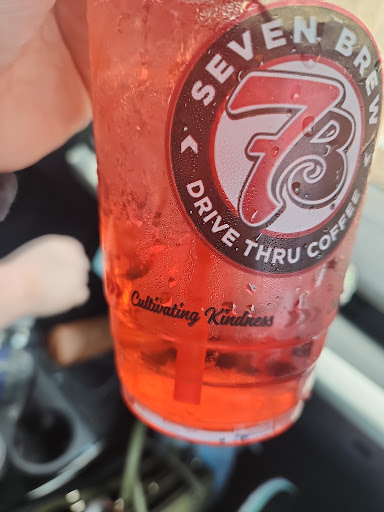 SEVEN BREW
7B
DRIVE THRU COFFEE
Cultivating Kindness